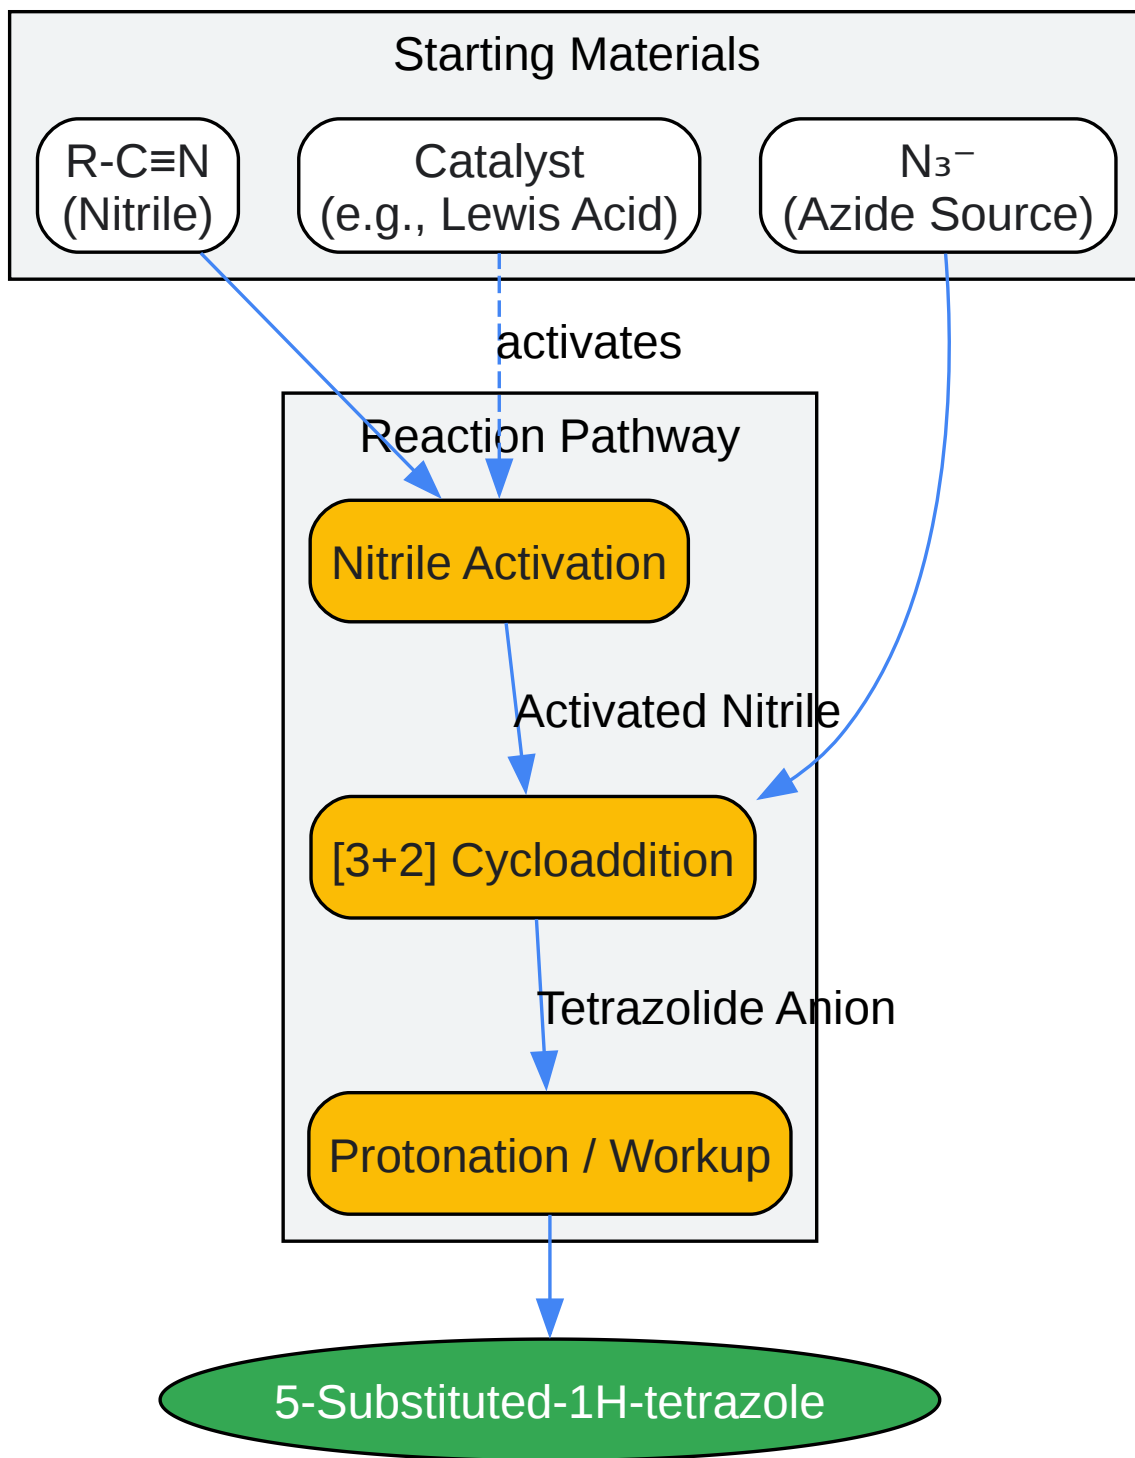 Starting Materials
R-C≡N
(Nitrile)
Catalyst
(e.g., Lewis Acid)
N₃⁻
(Azide Source)
activates
Reaction Pathway
Nitrile Activation
Activated Nitrile
[3+2] Cycloaddition
Tetrazolide Anion
Protonation / Workup
5-Substituted-1H-tetrazole